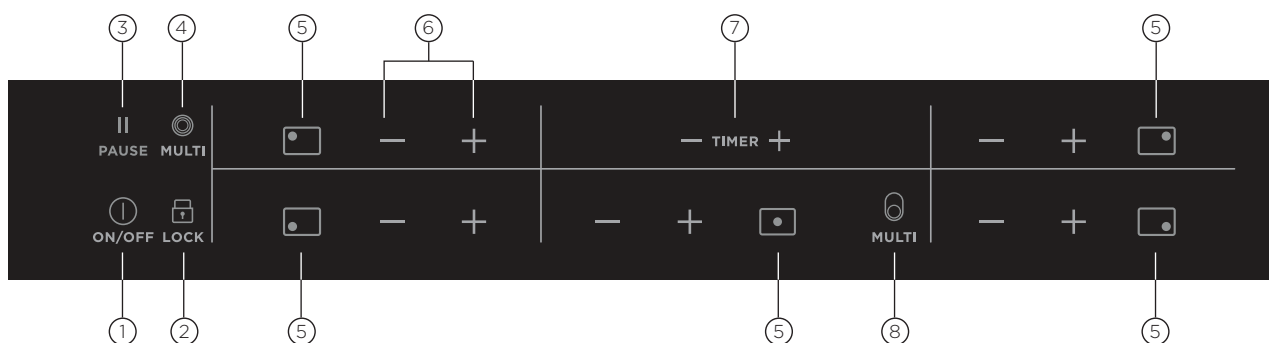 3 4 5 6 7 5
PAUSE MULTI − + − TIMER + − +
ON/OFF LOCK − + − + MULTI − +
1 2 5 5 8 5